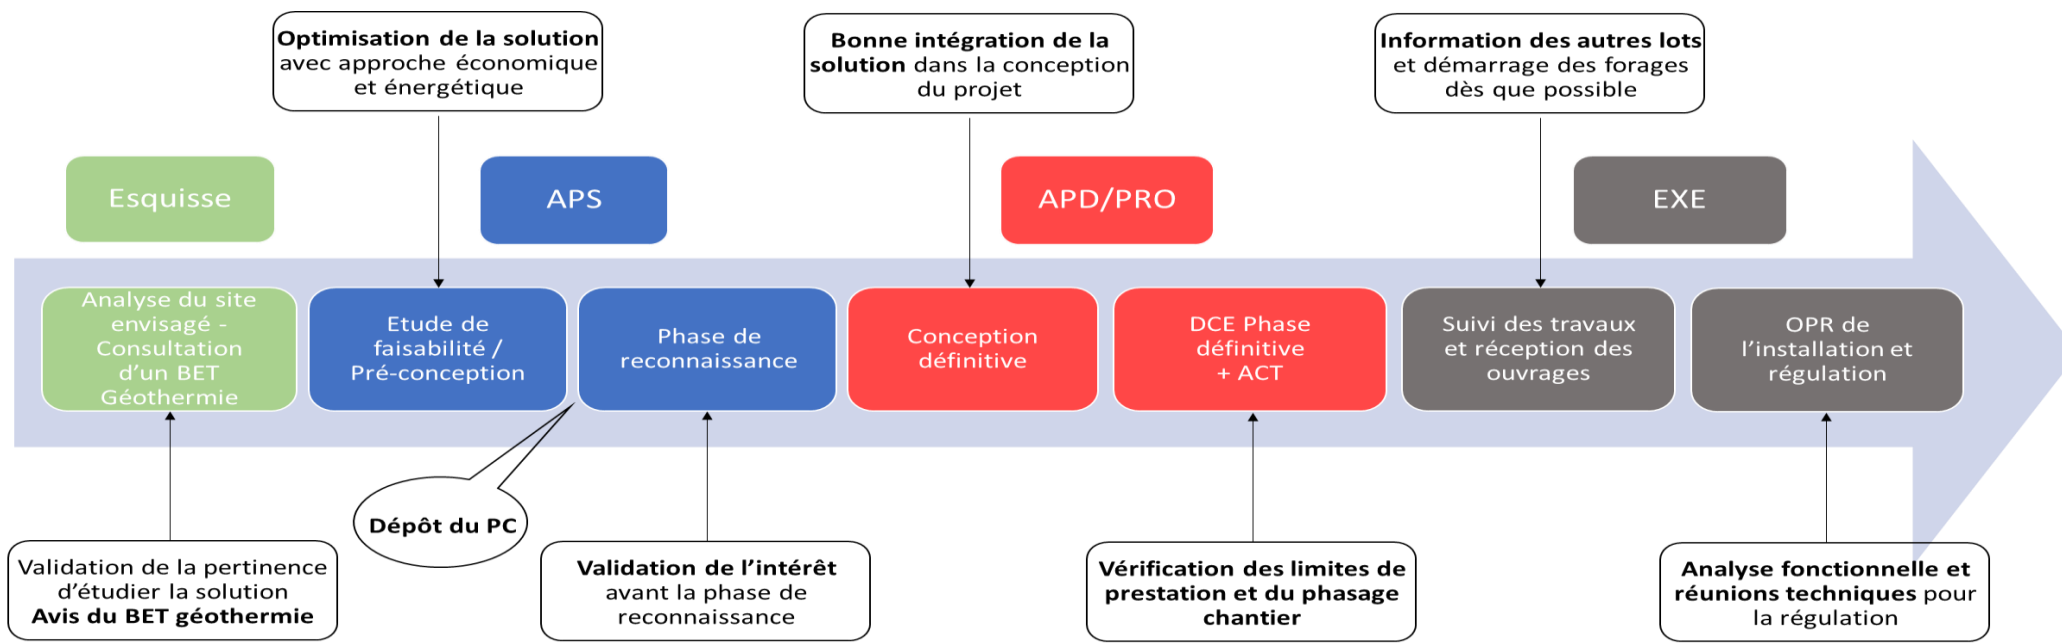 Optimisation de la solution
avec approche économique
et énergétique
Bonne intégration de la
solution dans la conception
du projet
Information des autres lots
et démarrage des forages
dès que possible
Esquisse
APS
APD/PRO
EXE
Analyse du site
envisagé -
Consultation
d'un BET
Géothermie
Etude de
faisabilité /
Pré-conception
Phase de
reconnaissance
Conception
définitive
DCE Phase
définitive
+ ACT
Suivi des travaux
et réception des
ouvrages
OPR de
l'installation et
régulation
Dépôt du PC
Validation de la pertinence
d'étudier la solution
Avis du BET géothermie
Validation de l'intérêt
avant la phase de
reconnaissance
Vérification des limites de
prestation et du phasage
chantier
Analyse fonctionnelle et
réunions techniques pour
la régulation